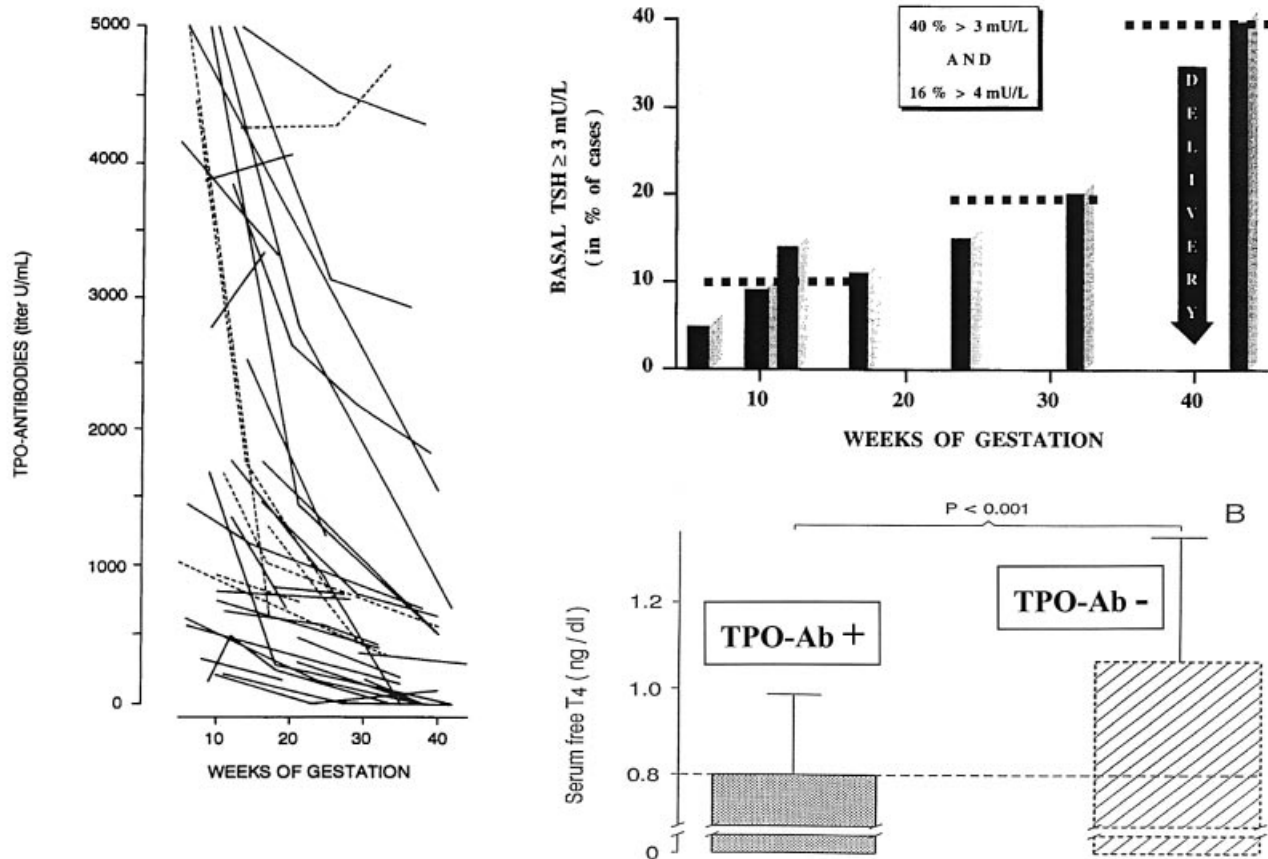 5000
4000
3000
2000
1000
0
TPO-ANTIBODIES (titer U/mL)
10 20 30 40
WEEKS OF GESTATION
40 % > 3 mU/L
A N D
16 % > 4 mU/L
40
30
20
10
0
BASAL TSH ≥ 3 mU/L
( in % of cases )
DELIVERY
10 20 30 40
WEEKS OF GESTATION
P < 0.001
B
TPO-Ab +
TPO-Ab -
1.2
1.0
0.8
0
Serum free T4 ( ng / dl )